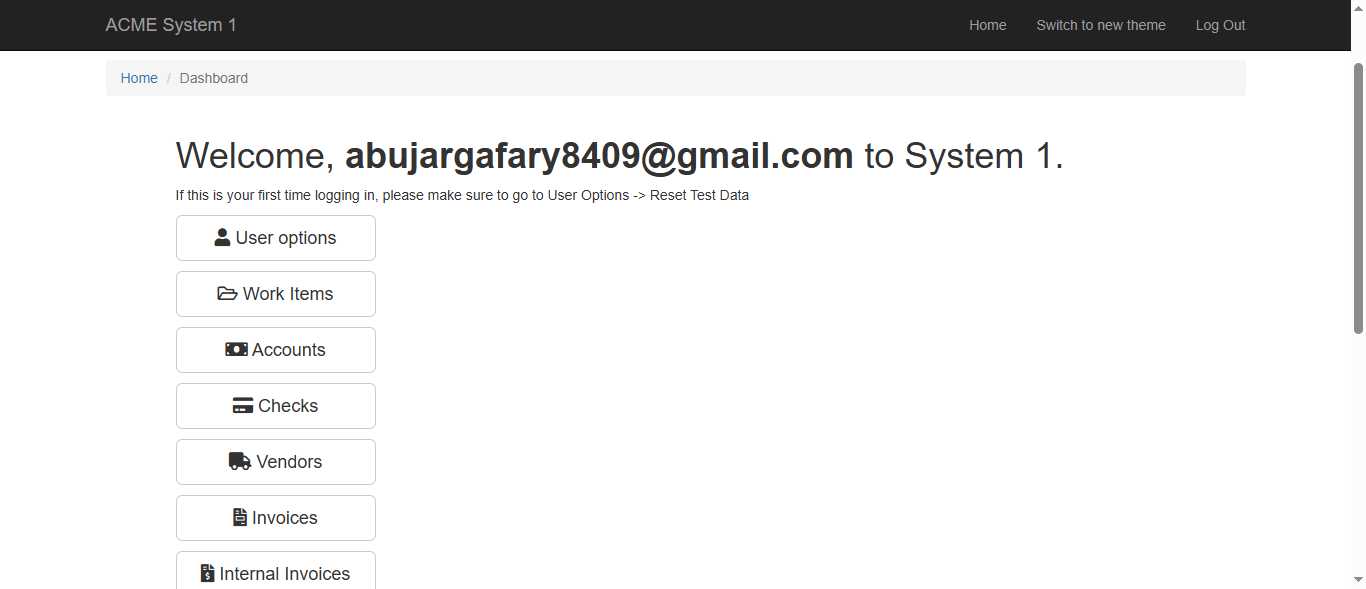 ACME System 1 Home Switch to new theme Log Out
Home / Dashboard
Welcome, abujargafary8409@gmail.com to System 1.
If this is your first time logging in, please make sure to go to User Options -> Reset Test Data
User options
Work Items
Accounts
Checks
Vendors
Invoices
Internal Invoices